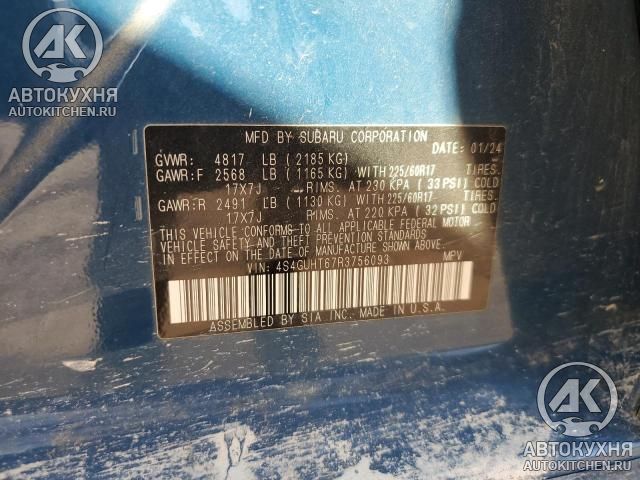 AK
АВТОКУХНЯ
AUTOKITCHEN.RU
MFD BY SUBARU CORPORATION DATE: 01/24
GVWR: 4817 LB (2185 KG)
GAWR:F 2568 LB (1165 KG) WITH 225/60R17 TIRES.
17X7J RIMS. AT 230 KPA (33 PSI) COLD
GAWR:R 2491 LB (1130 KG) WITH 225/60R17 TIRES.
17X7J RIMS. AT 220 KPA (32 PSI) COLD
THIS VEHICLE CONFORMS TO ALL APPLICABLE FEDERAL MOTOR
VEHICLE SAFETY AND THEFT PREVENTION STANDARDS IN EFFECT
ON THE DATE OF MANUFACTURE SHOWN ABOVE.
VIN: 4S4GUHT67R3756093 MPV
ASSEMBLED BY SIA INC. MADE IN U.S.A.
AK
АВТОКУХНЯ
AUTOKITCHEN.RU